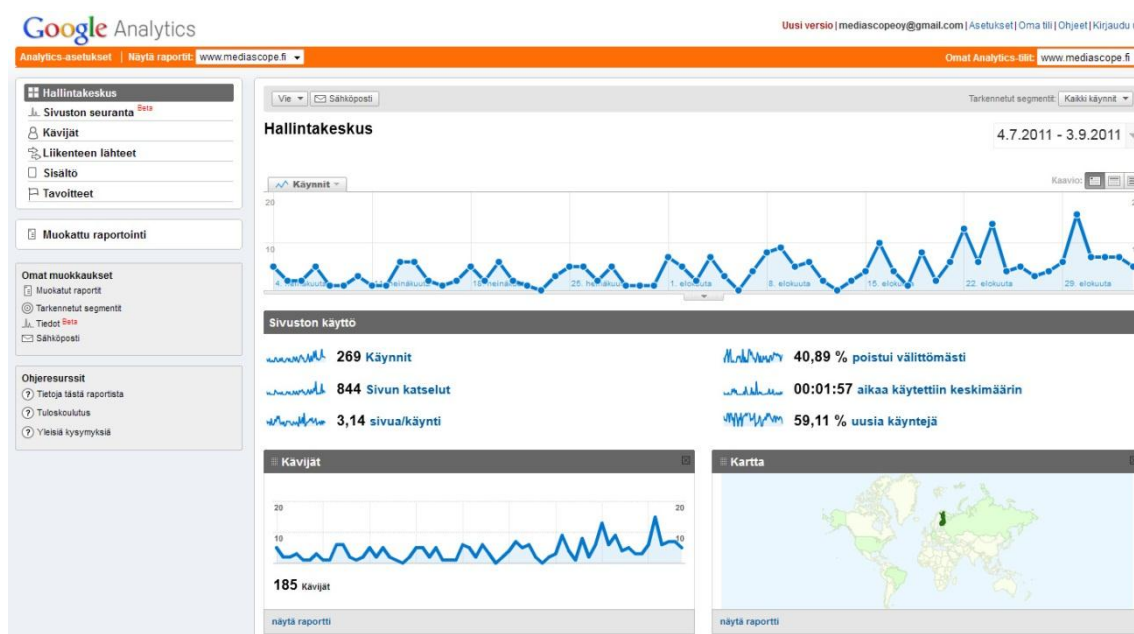 Google Analytics
Uusi versio | mediascopeoy@gmail.com | Asetukset | Oma tili | Ohjeet | Kirjaudu
Analytics-asetukset | Näytä raportit: www.mediascope.fi
Omat Analytics-tilit: www.mediascope.fi
Hallintakeskus
Sivuston seuranta Beta
Kävijät
Liikenteen lähteet
Sisältö
Tavoitteet
Muokattu raportointi
Omat muokkaukset
Muokatut raportit
Tarkennetut segmentit
Tiedot Beta
Sähköposti
Ohjeresurssit
Tietoja tästä raportista
Tuloskoulutus
Yleisiä kysymyksiä
Vie
Sähköposti
Tarkennetut segmentit: Kaikki käynnit
Hallintakeskus
4.7.2011 - 3.9.2011
Käynnit
Kaavio:
20
10
4. heinäkuuta
heinäkuuta
18. heinäkuuta
25. heinäkuuta
1. elokuuta
8. elokuuta
15. elokuuta
22. elokuuta
29. elokuuta
Sivuston käyttö
269 Käynnit
844 Sivun katselut
3,14 sivua/käynti
40,89 % poistui välittömästi
00:01:57 aikaa käytettiin keskimäärin
59,11 % uusia käyntejä
Kävijät
20 20
10 10
185 Kävijät
näytä raportti
Kartta
näytä raportti